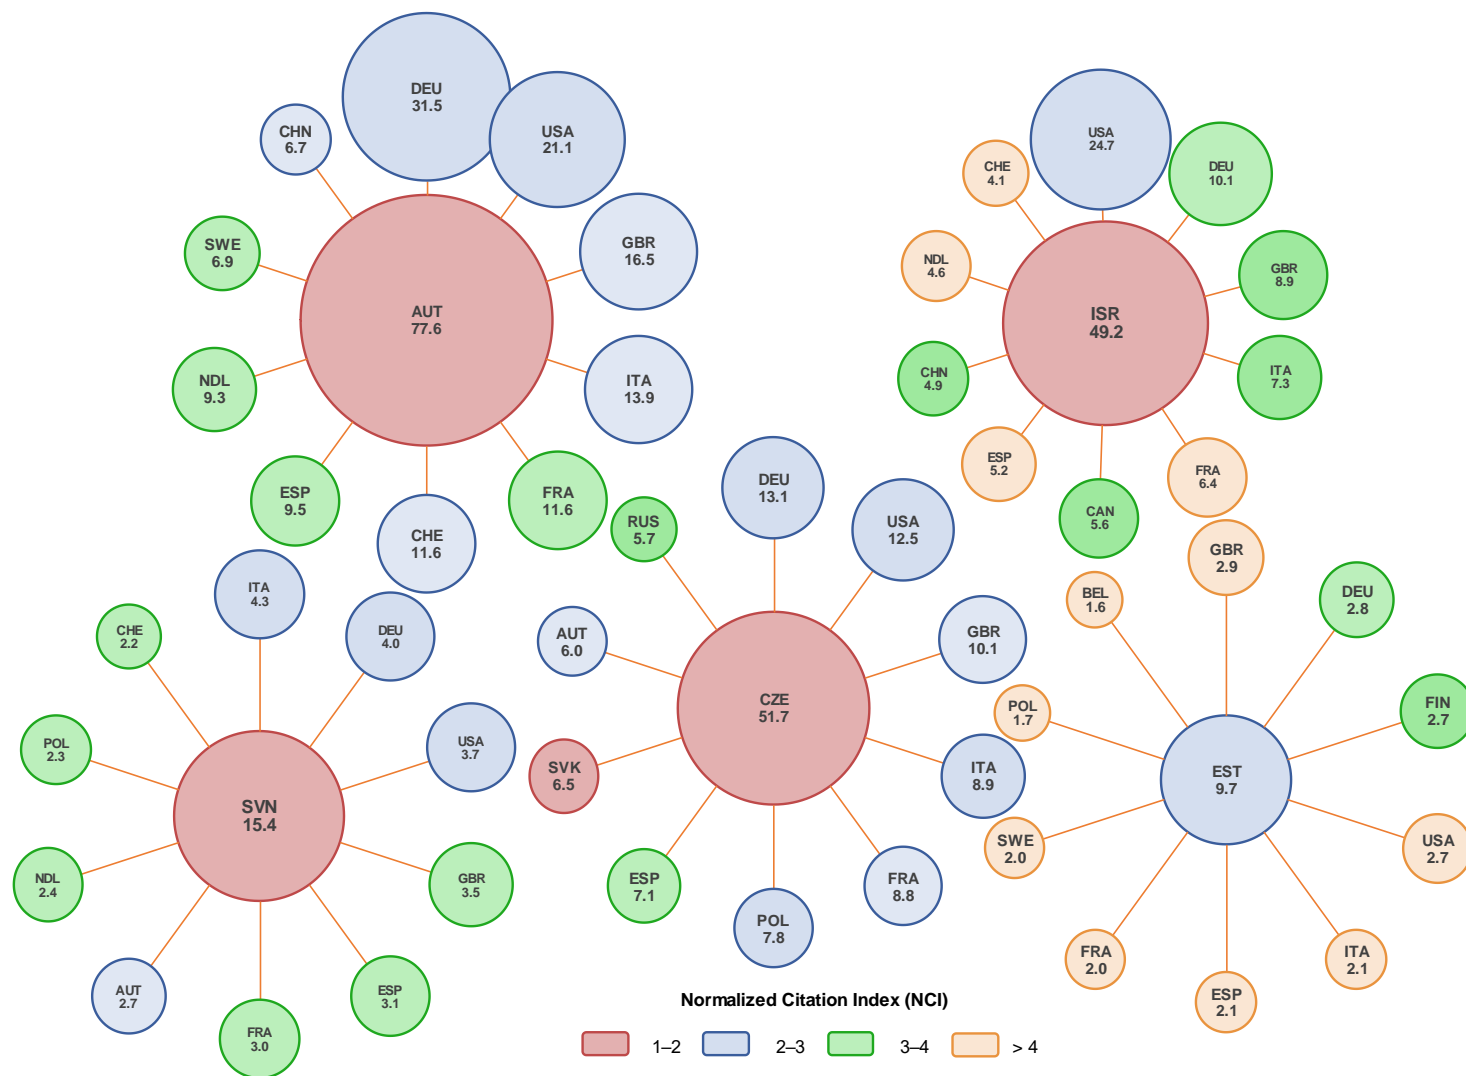 DEU
31.5
USA
21.1
CHN
6.7
GBR
16.5
SWE
6.9
AUT
77.6
ITA
13.9
NDL
9.3
FRA
11.6
ESP
9.5
CHE
11.6
USA
24.7
DEU
10.1
CHE
4.1
GBR
8.9
NDL
4.6
ISR
49.2
ITA
7.3
CHN
4.9
FRA
6.4
ESP
5.2
CAN
5.6
DEU
13.1
USA
12.5
RUS
5.7
GBR
10.1
AUT
6.0
CZE
51.7
ITA
8.9
SVK
6.5
FRA
8.8
ESP
7.1
POL
7.8
ITA
4.3
DEU
4.0
CHE
2.2
USA
3.7
POL
2.3
SVN
15.4
GBR
3.5
NDL
2.4
ESP
3.1
AUT
2.7
FRA
3.0
GBR
2.9
DEU
2.8
BEL
1.6
FIN
2.7
POL
1.7
EST
9.7
USA
2.7
SWE
2.0
ITA
2.1
FRA
2.0
ESP
2.1
Normalized Citation Index (NCI)
1–2 2–3 3–4 > 4